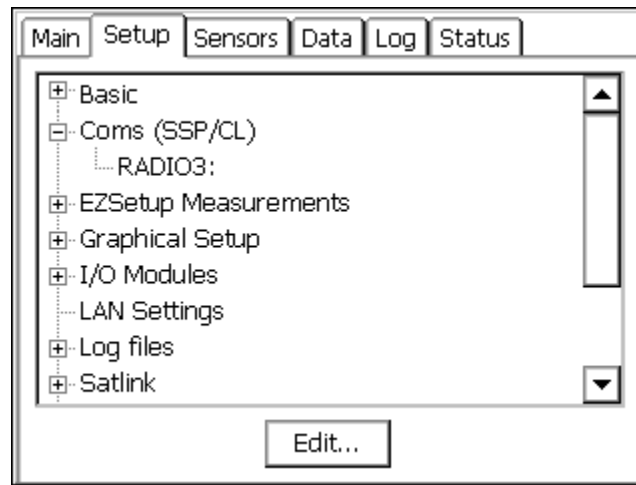 Main Setup Sensors Data Log Status
Basic
Coms (SSP/CL)
RADIO3:
EZSetup Measurements
Graphical Setup
I/O Modules
LAN Settings
Log files
Satlink
Edit...